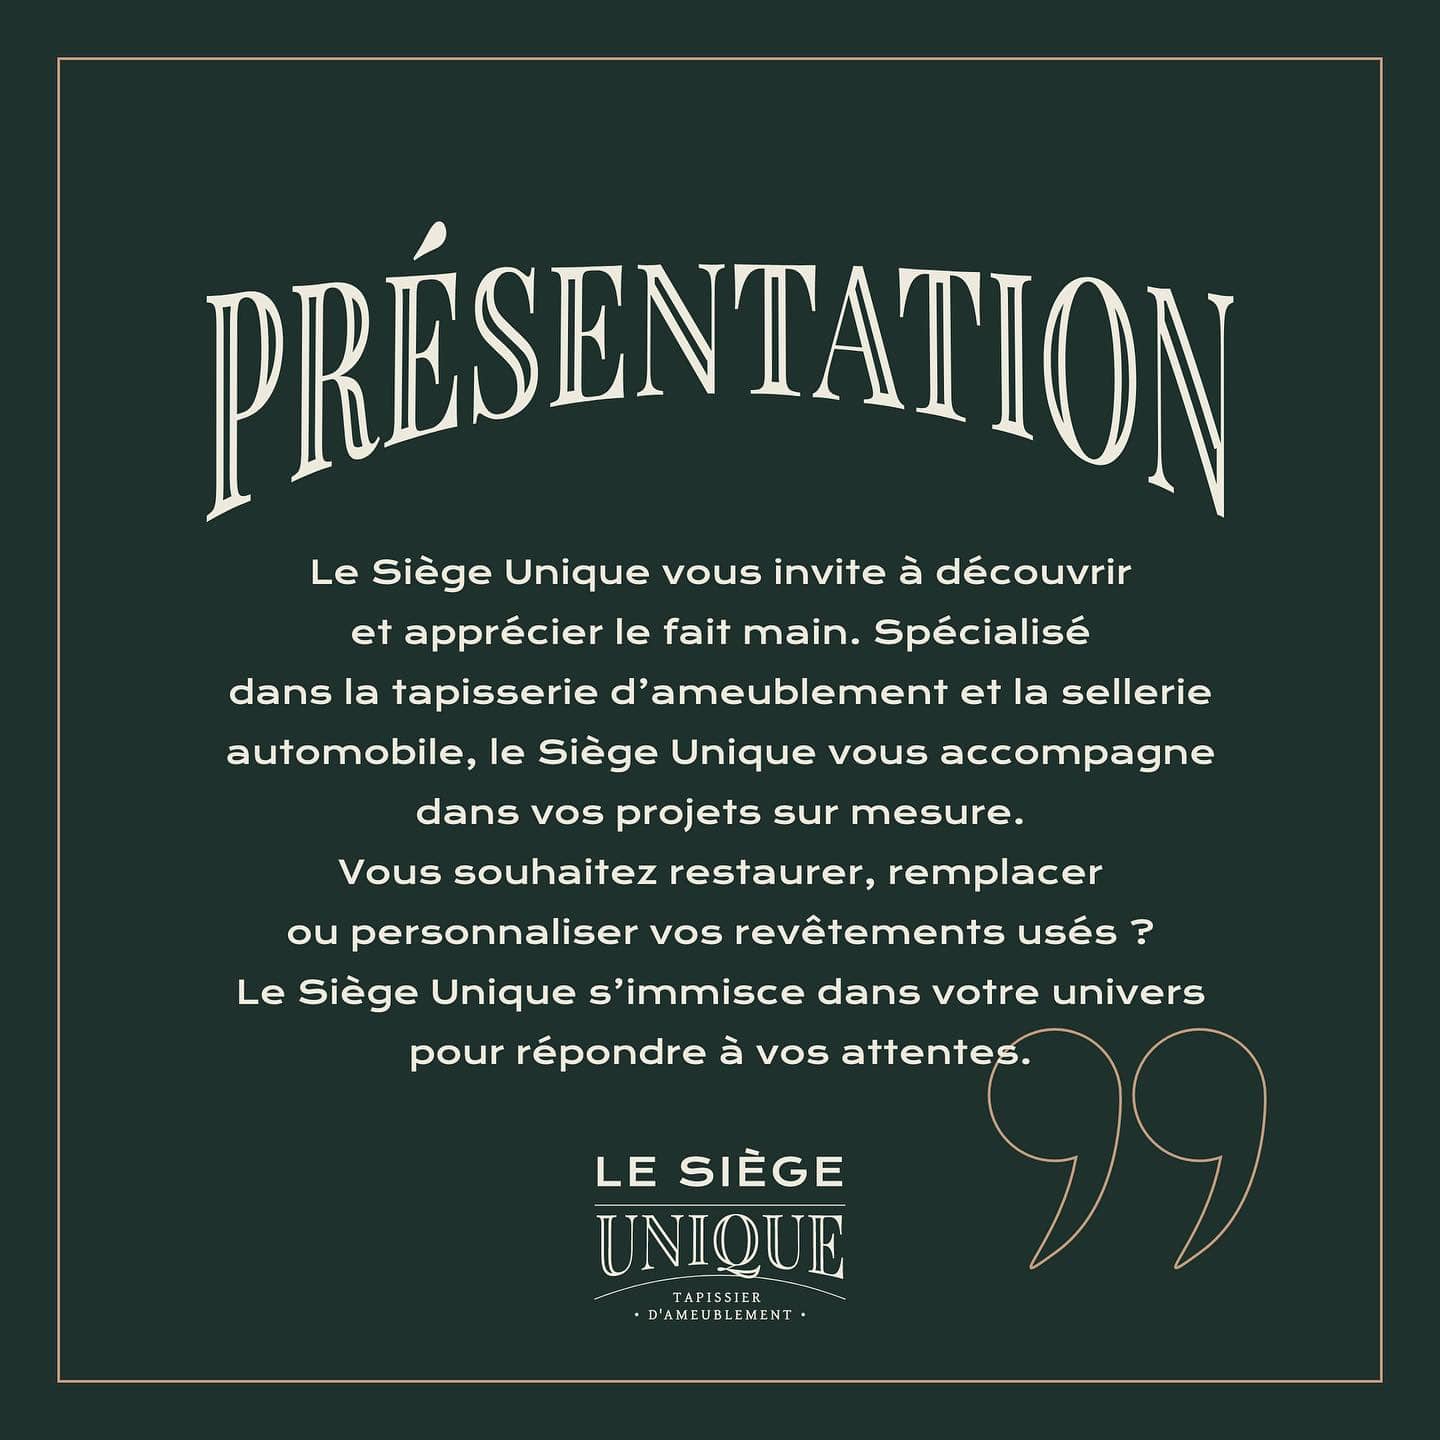 PRÉSENTATION
Le Siège Unique vous invite à découvrir
et apprécier le fait main. Spécialisé
dans la tapisserie d’ameublement et la sellerie
automobile, le Siège Unique vous accompagne
dans vos projets sur mesure.
Vous souhaitez restaurer, remplacer
ou personnaliser vos revêtements usés ?
Le Siège Unique s’immisce dans votre univers
pour répondre à vos attentes.
LE SIÈGE
UNIQUE
TAPISSIER
• D'AMEUBLEMENT •